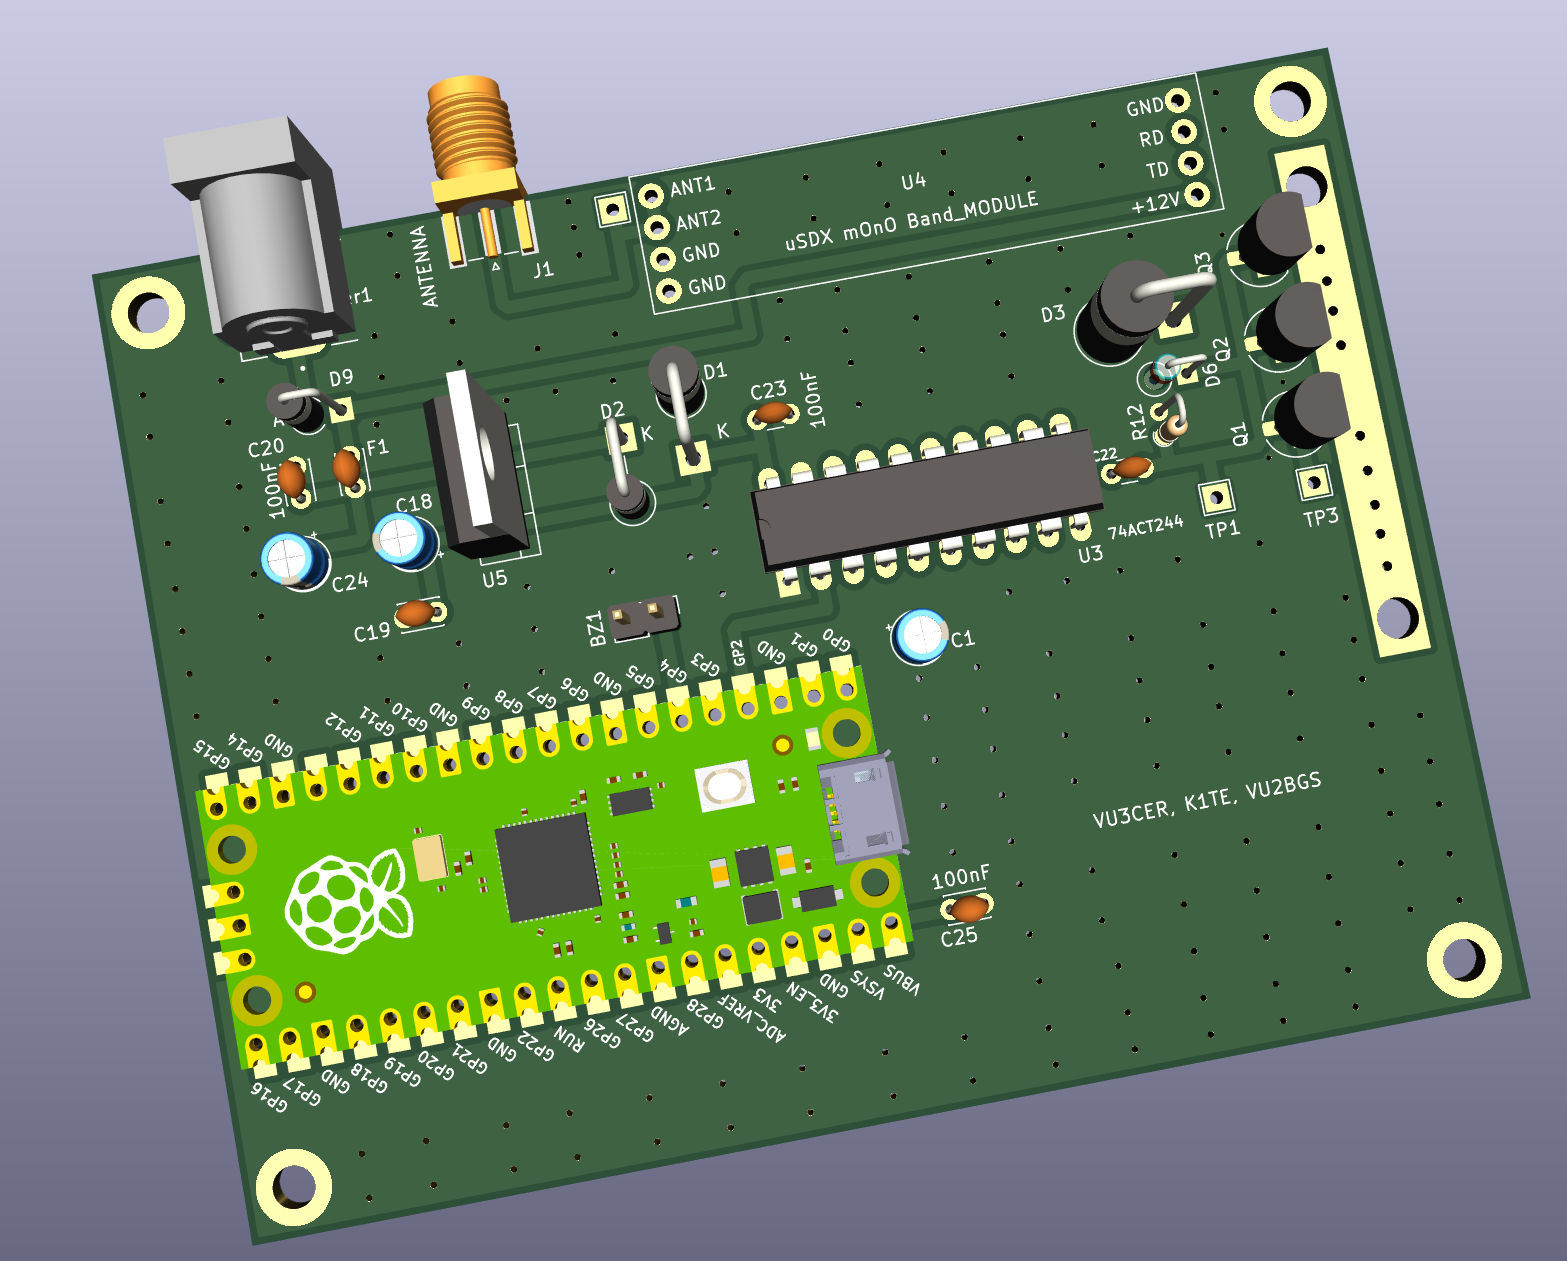 GND
RD
TD
+12V
ANT1
ANT2
GND
GND
U4
uSDX mOnO Band_MODULE
ANTENNA
J1
er1
D9
A
C20
100nF
F1
C18
+
C24
+
C19
U5
D2
K
D1
K
C23
100nF
BZ1
D3
Q3
Q2
D6
R12
Q1
C22
TP1
TP3
74ACT244
U3
+
C1
GP15
GP14
GND
GP12
GP11
GP10
GND
GP9
GP8
GP7
GP6
GND
GP5
GP4
GP3
GP2
GND
GP1
GP0
VU3CER, K1TE, VU2BGS
100nF
C25
GP16
GP17
GND
GP18
GP19
GP20
GP21
GND
GP22
RUN
GP26
GP27
AGND
GP28
ADC_VREF
3V3
3V3_EN
GND
VSYS
VBUS